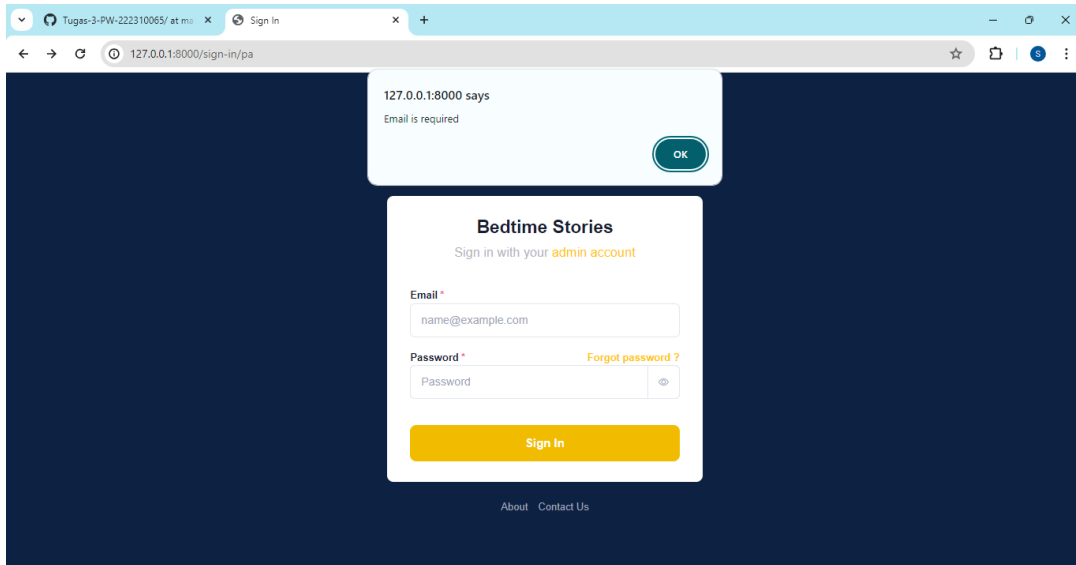 Tugas-3-PW-222310065/ at ma
Sign In
127.0.0.1:8000/sign-in/pa
S
127.0.0.1:8000 says
Email is required
OK
Bedtime Stories
Sign in with your admin account
Email *
name@example.com
Password * Forgot password ?
Password
Sign In
About Contact Us